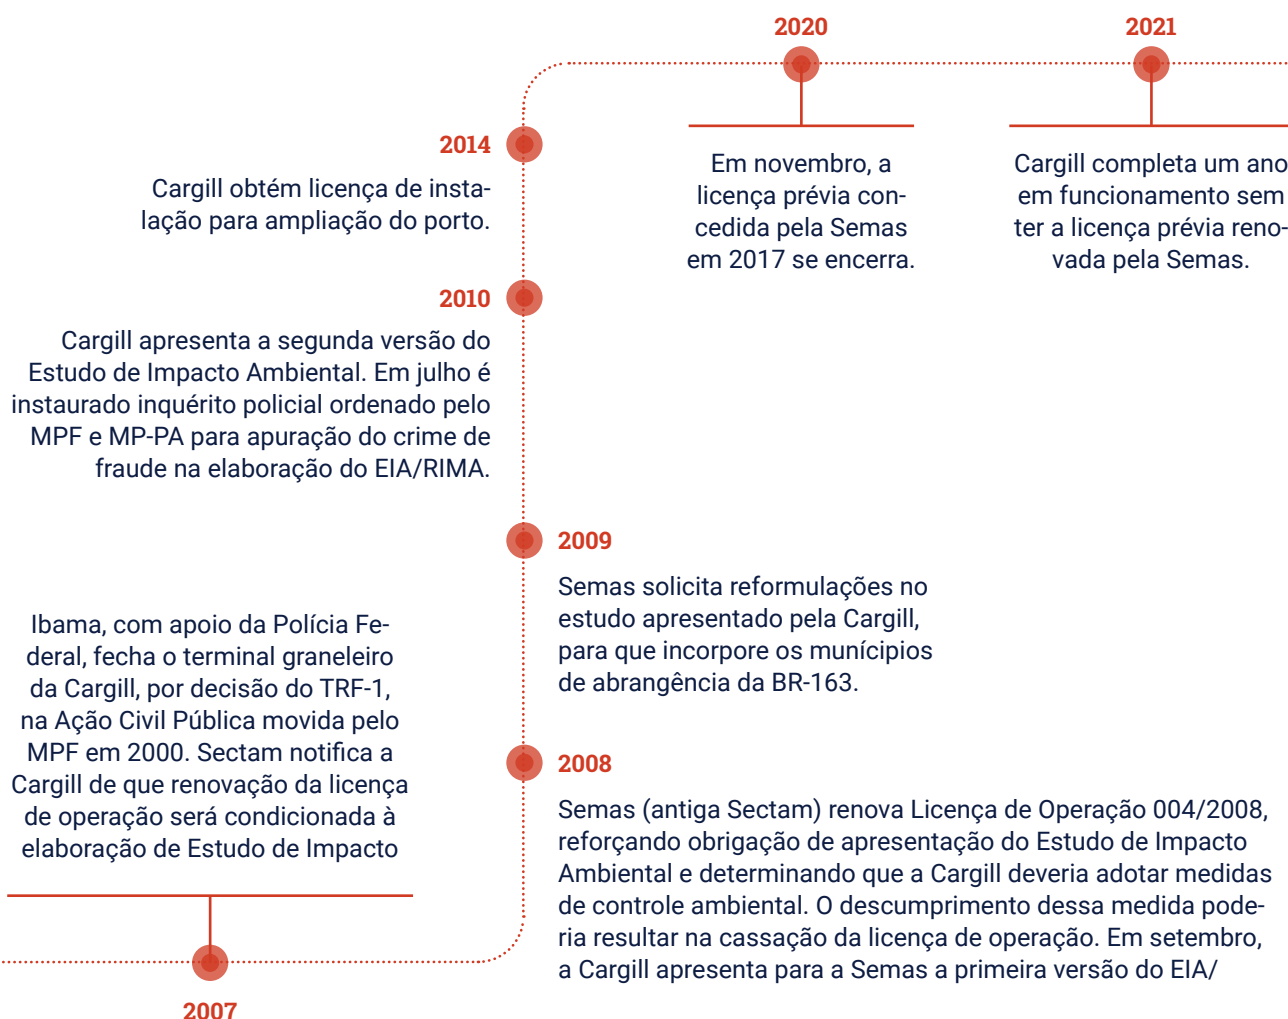 2020
Em novembro, a
licença prévia con-
cedida pela Semas
em 2017 se encerra.
2021
Cargill completa um ano
em funcionamento sem
ter a licença prévia reno-
vada pela Semas.
2014
Cargill obtém licença de insta-
lação para ampliação do porto.
2010
Cargill apresenta a segunda versão do
Estudo de Impacto Ambiental. Em julho é
instaurado inquérito policial ordenado pelo
MPF e MP-PA para apuração do crime de
fraude na elaboração do EIA/RIMA.
2009
Semas solicita reformulações no
estudo apresentado pela Cargill,
para que incorpore os munícipios
de abrangência da BR-163.
Ibama, com apoio da Polícia Fe-
deral, fecha o terminal graneleiro
da Cargill, por decisão do TRF-1,
na Ação Civil Pública movida pelo
MPF em 2000. Sectam notifica a
Cargill de que renovação da licença
de operação será condicionada à
elaboração de Estudo de Impacto
2007
2008
Semas (antiga Sectam) renova Licença de Operação 004/2008,
reforçando obrigação de apresentação do Estudo de Impacto
Ambiental e determinando que a Cargill deveria adotar medidas
de controle ambiental. O descumprimento dessa medida pode-
ria resultar na cassação da licença de operação. Em setembro,
a Cargill apresenta para a Semas a primeira versão do EIA/